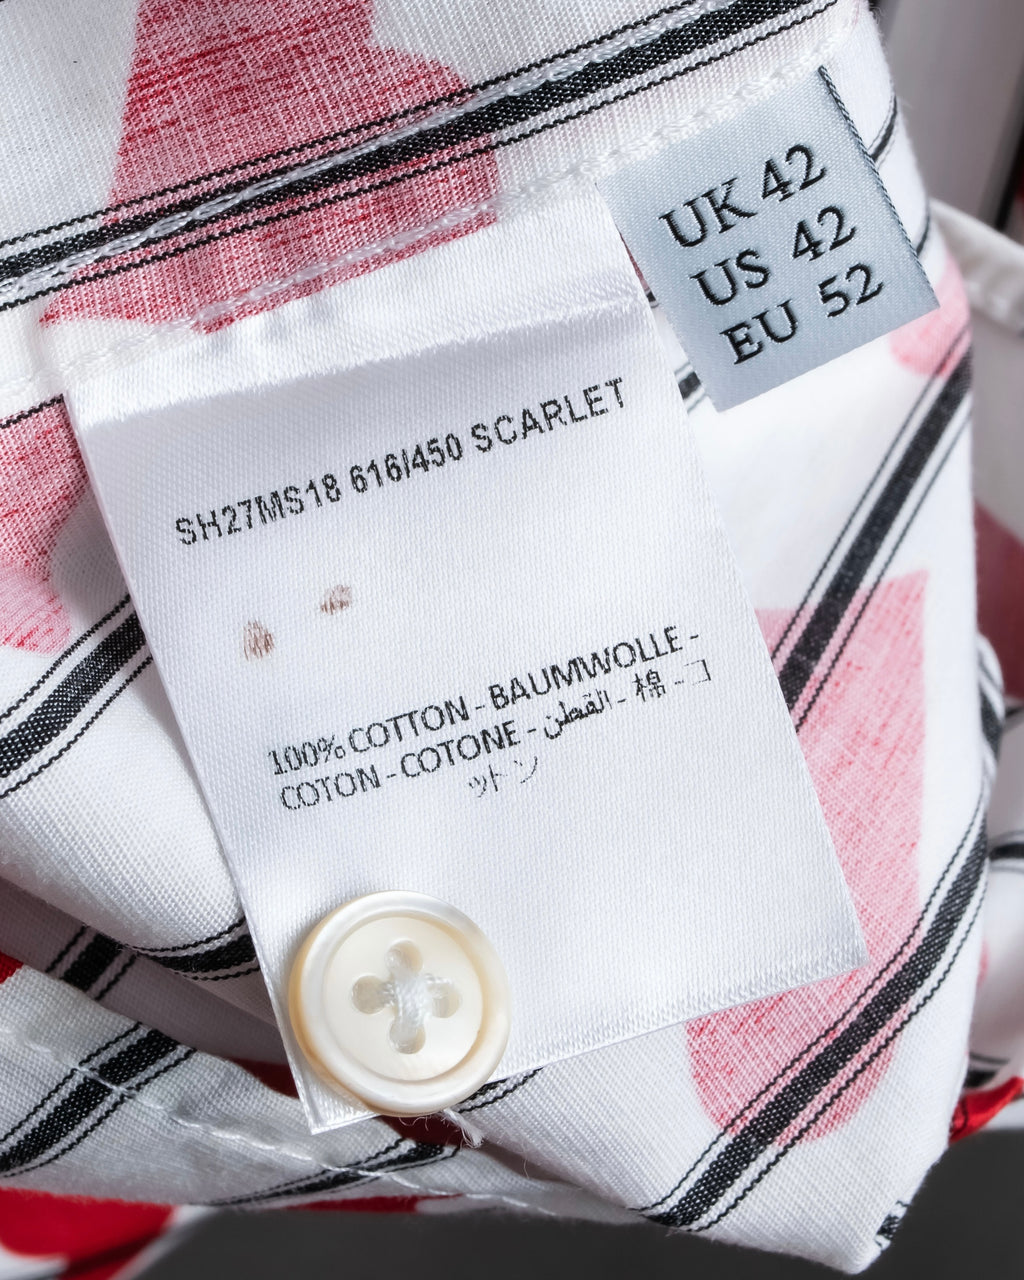 UK 42
US 42
EU 52
SH27MS18 616/450 SCARLET
100% COTTON - BAUMWOLLE -
COTON - COTONE - القطن - 棉 - コ
ットン